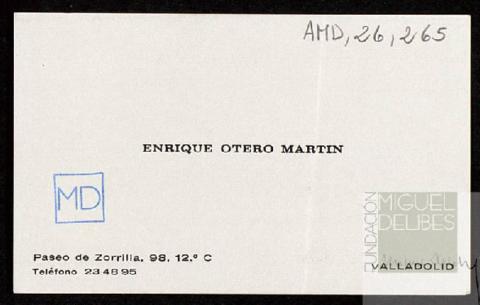 AMD, 26, 265
ENRIQUE OTERO MARTIN
MD
Paseo de Zorrilla, 98, 12.º C
Teléfono 23 48 95
VALLADOLID
FUNDACIÓN
MIGUEL
DELIBES